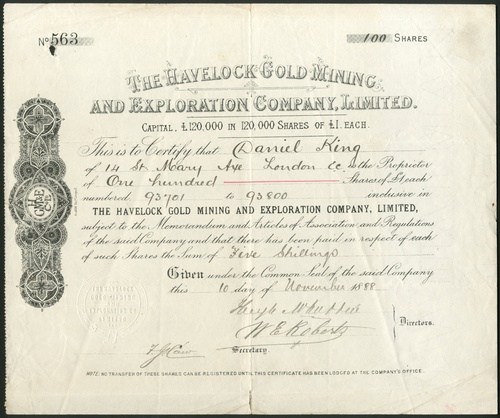 No 563
100 SHARES
THE HAVELOCK GOLD MINING
AND EXPLORATION COMPANY, LIMITED.
CAPITAL, £120,000 IN 120,000 SHARES OF £1. EACH.
This is to Certify that Daniel King
of 14 St Mary Axe London EC is the Proprietor
of One hundred Shares of £1 each
numbered 93701 to 93800 inclusive in
THE HAVELOCK GOLD MINING AND EXPLORATION COMPANY, LIMITED,
subject to the Memorandum and Articles of Association and Regulations
of the said Company and that there has been paid in respect of each
of such Shares the Sum of Five Shillings
Given under the Common Seal of the said Company
this 10 day of November 1888
Hugh
W E Roberts
Directors.
Secretary.
NOTE: NO TRANSFER OF THESE SHARES CAN BE REGISTERED UNTIL THIS CERTIFICATE HAS BEEN LODGED AT THE COMPANY'S OFFICE.